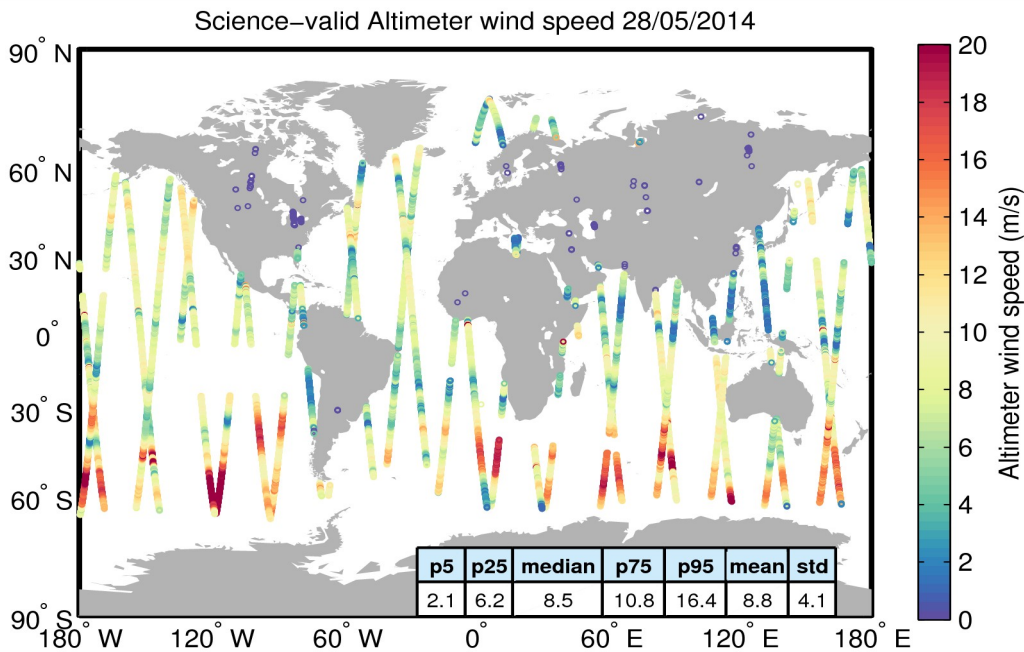 Science−valid Altimeter wind speed 28/05/2014
90° N
60° N
30° N
0°
30° S
60° S
90° S
180° W
120° W
60° W
0°
60° E
120° E
180° E
p5 p25 median p75 p95 mean std
2.1 6.2 8.5 10.8 16.4 8.8 4.1
20
18
16
14
12
10
8
6
4
2
0
Altimeter wind speed (m/s)